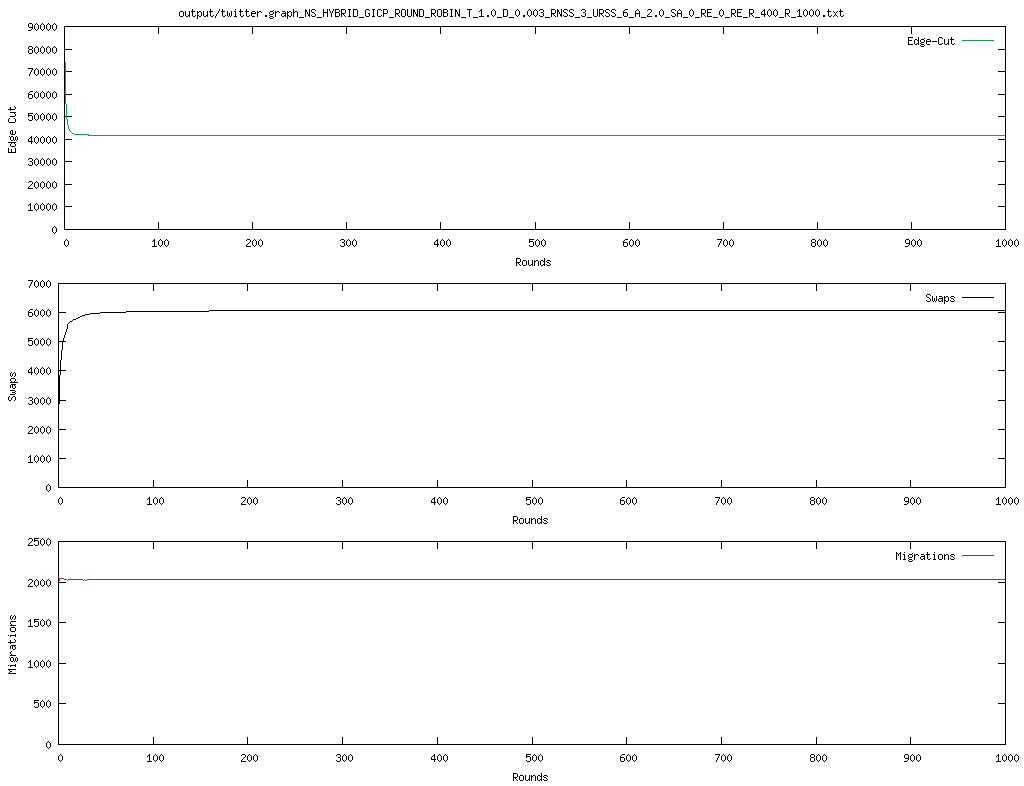 output/twitter.graph_NS_HYBRID_GICP_ROUND_ROBIN_T_1.0_D_0.003_RNSS_3_URSS_6_A_2.0_SA_0_RE_0_RE_R_400_R_1000.txt
Edge-Cut
90000
80000
70000
60000
50000
40000
30000
20000
10000
0
Edge Cut
0 100 200 300 400 500 600 700 800 900 1000
Rounds
Swaps
7000
6000
5000
4000
3000
2000
1000
0
Swaps
0 100 200 300 400 500 600 700 800 900 1000
Rounds
Migrations
2500
2000
1500
1000
500
0
Migrations
0 100 200 300 400 500 600 700 800 900 1000
Rounds